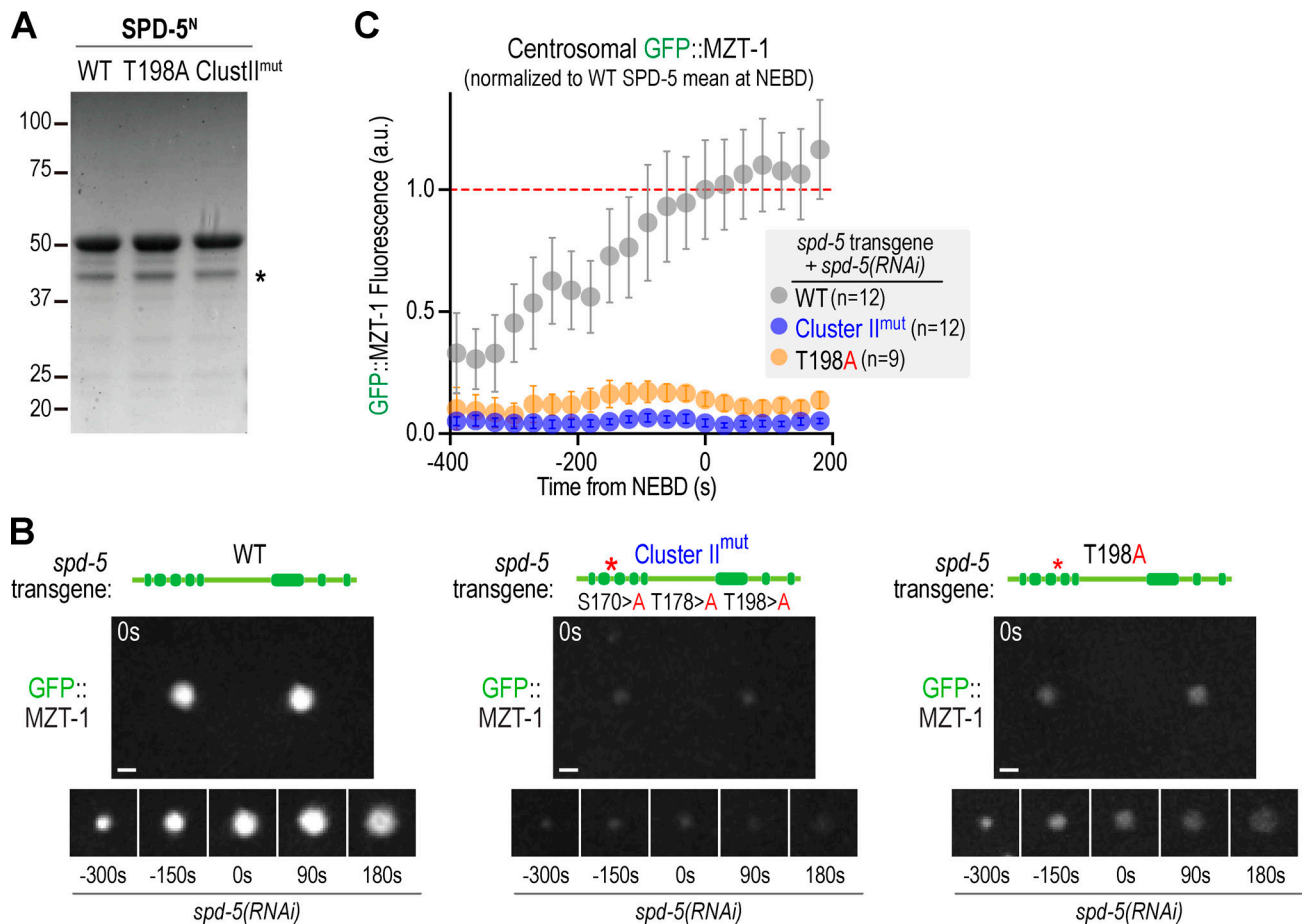 A
SPD-5ᴺ
WT T198A ClustIIᵐᵘᵗ
100
75
50
37
25
20
*
C
Centrosomal GFP::MZT-1
(normalized to WT SPD-5 mean at NEBD)
GFP::MZT-1 Fluorescence (a.u.)
1.0
0.5
0.0
-400 -200 0 200
Time from NEBD (s)
spd-5 transgene
+ spd-5(RNAi)
WT (n=12)
Cluster IIᵐᵘᵗ (n=12)
T198A (n=9)
B
spd-5
transgene:
WT
0s
GFP::
MZT-1
-300s -150s 0s 90s 180s
spd-5(RNAi)
spd-5
transgene:
Cluster IIᵐᵘᵗ
*
S170>A T178>A T198>A
0s
GFP::
MZT-1
-300s -150s 0s 90s 180s
spd-5(RNAi)
spd-5
transgene:
T198A
*
0s
GFP::
MZT-1
-300s -150s 0s 90s 180s
spd-5(RNAi)